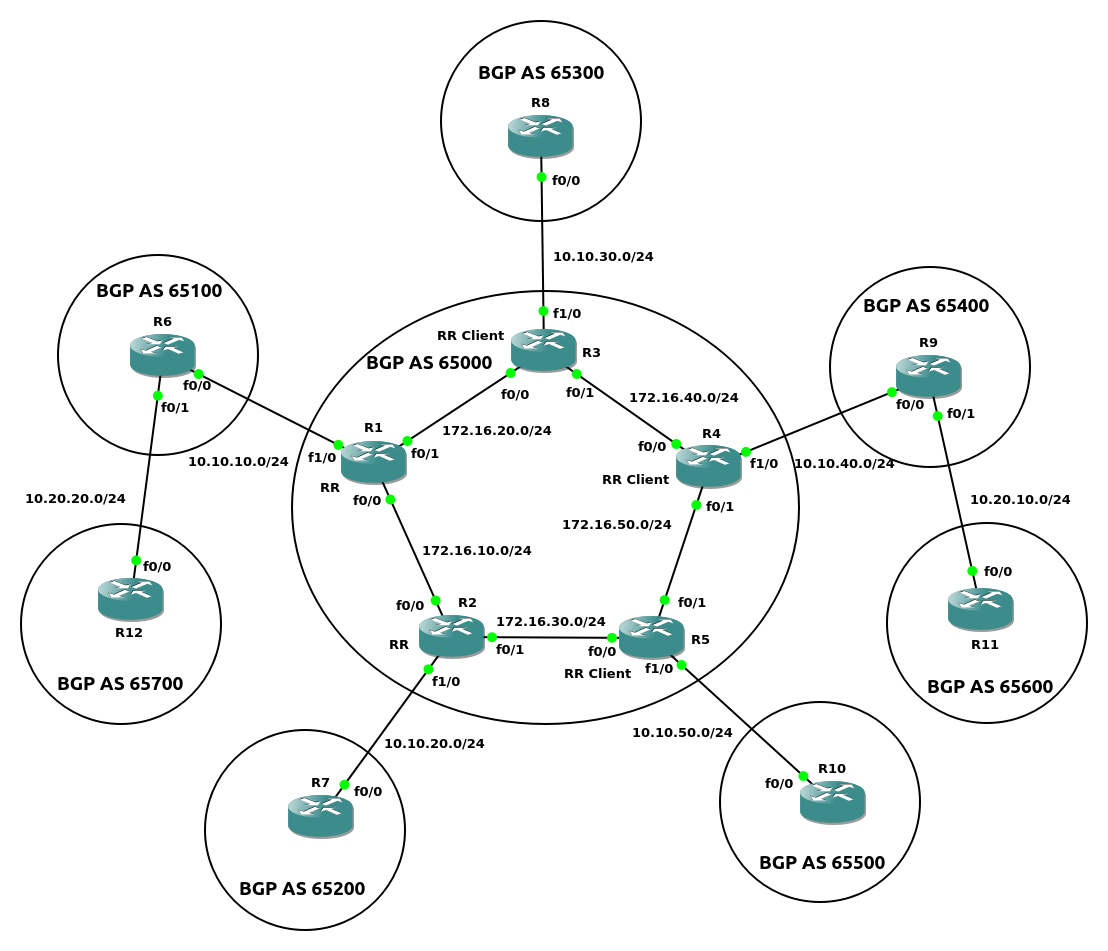 BGP AS 65300
R8
f0/0
10.10.30.0/24
BGP AS 65100
R6
f0/0
f0/1
10.10.10.0/24
10.20.20.0/24
f1/0
RR Client
R3
BGP AS 65000
f0/0
f0/1
172.16.20.0/24
172.16.40.0/24
BGP AS 65400
R9
f0/0
f0/1
10.10.40.0/24
10.20.10.0/24
R1
f1/0
f0/1
RR
f0/0
R4
f0/0
f1/0
RR Client
f0/1
172.16.50.0/24
172.16.10.0/24
f0/0
R12
BGP AS 65700
f0/0
R2
RR
f0/1
f1/0
172.16.30.0/24
f0/1
R5
f0/0
f1/0
RR Client
f0/0
R11
BGP AS 65600
10.10.20.0/24
10.10.50.0/24
R7
f0/0
BGP AS 65200
R10
f0/0
BGP AS 65500